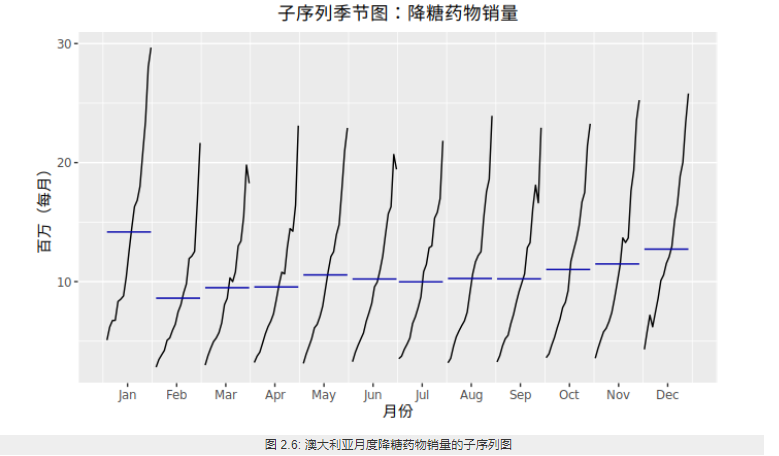 子序列季节图：降糖药物销量
30
20
10
百万（每月）
Jan Feb Mar Apr May Jun Jul Aug Sep Oct Nov Dec
月份
图 2.6: 澳大利亚月度降糖药物销量的子序列图